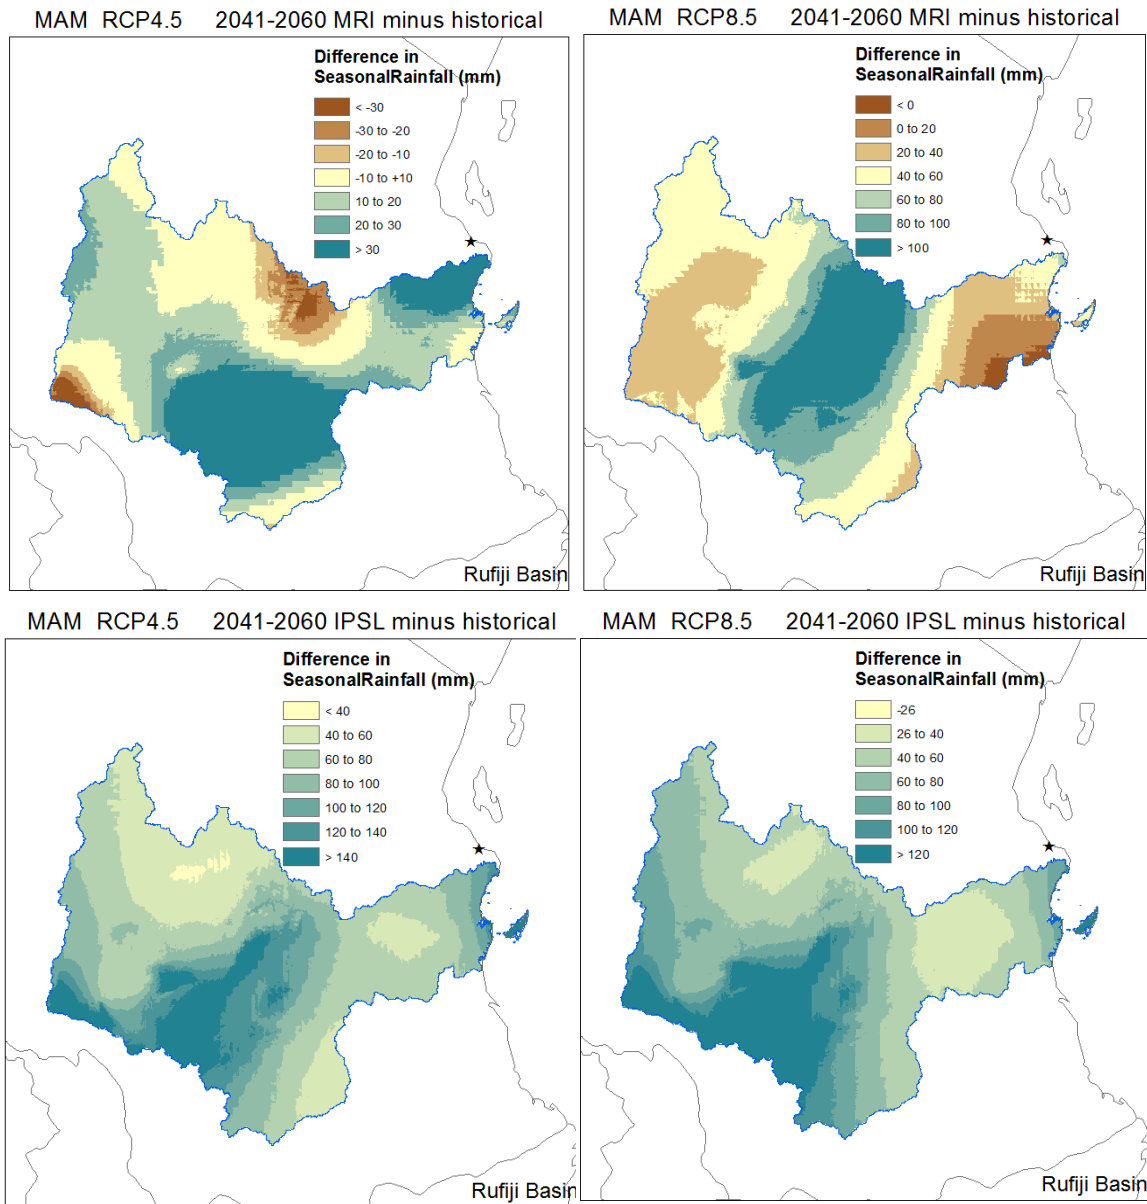 MAM RCP4.5 2041-2060 MRI minus historical
Difference in
SeasonalRainfall (mm)
< -30
-30 to -20
-20 to -10
-10 to +10
10 to 20
20 to 30
> 30
Rufiji Basin
MAM RCP8.5 2041-2060 MRI minus historical
Difference in
SeasonalRainfall (mm)
< 0
0 to 20
20 to 40
40 to 60
60 to 80
80 to 100
> 100
Rufiji Basin
MAM RCP4.5 2041-2060 IPSL minus historical
Difference in
SeasonalRainfall (mm)
< 40
40 to 60
60 to 80
80 to 100
100 to 120
120 to 140
> 140
Rufiji Basin
MAM RCP8.5 2041-2060 IPSL minus historical
Difference in
SeasonalRainfall (mm)
-26
26 to 40
40 to 60
60 to 80
80 to 100
100 to 120
> 120
Rufiji Basin